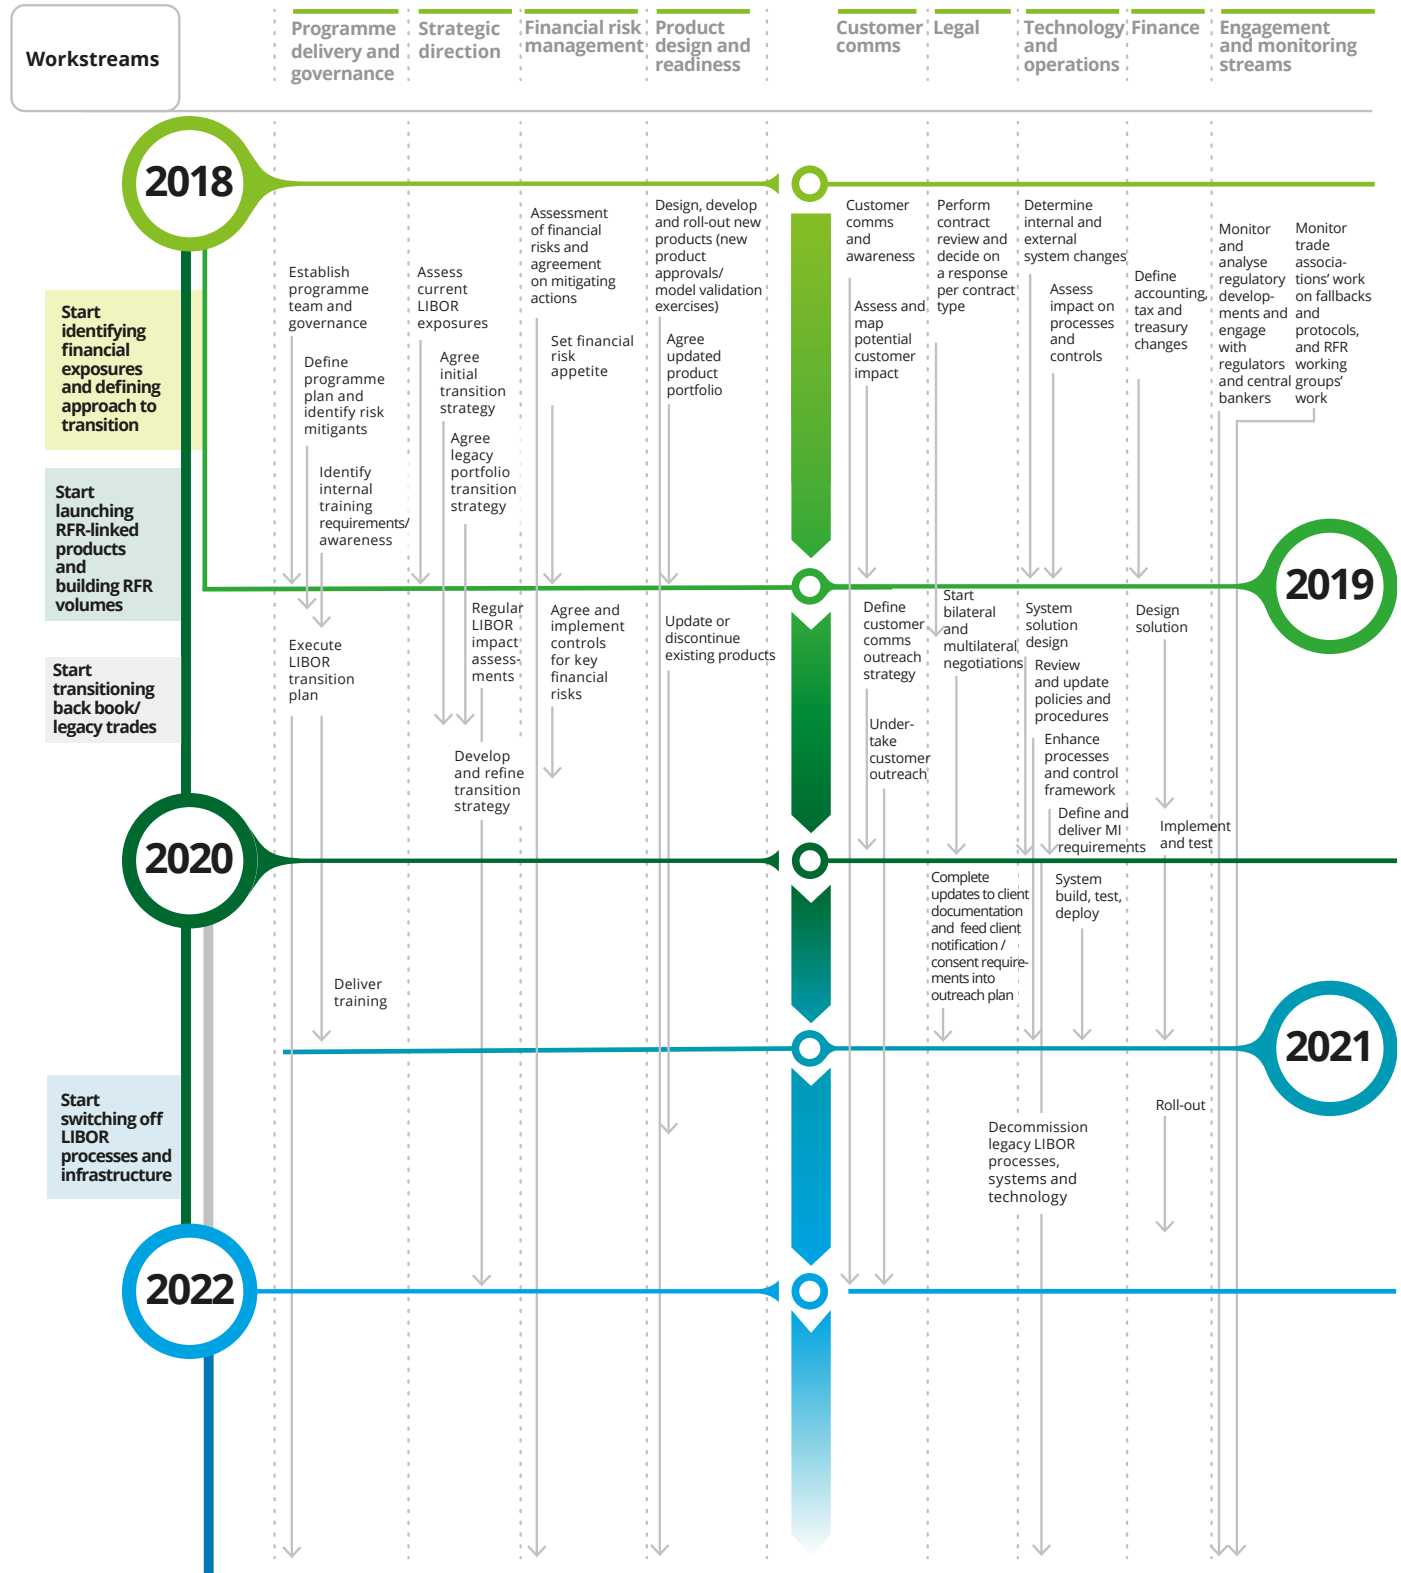 Workstreams
Programme
delivery and
governance
Strategic
direction
Financial risk
management
Product
design and
readiness
Customer
comms
Legal
Technology
and
operations
Finance
Engagement
and monitoring
streams
2018
Start
identifying
financial
exposures
and defining
approach to
transition
Start
launching
RFR-linked
products
and
building RFR
volumes
Start
transitioning
back book/
legacy trades
Establish
programme
team and
governance
Define
programme
plan and
identify risk
mitigants
Identify
internal
training
requirements/
awareness
Assess
current
LIBOR
exposures
Agree
initial
transition
strategy
Agree
legacy
portfolio
transition
strategy
Assessment
of financial
risks and
agreement
on mitigating
actions
Set financial
risk
appetite
Design, develop
and roll-out new
products (new
product
approvals/
model validation
exercises)
Agree
updated
product
portfolio
Customer
comms
and
awareness
Assess and
map
potential
customer
impact
Perform
contract
review and
decide on
a response
per contract
type
Determine
internal and
external
system changes
Assess
impact on
processes
and
controls
Define
accounting,
tax and
treasury
changes
Monitor
and
analyse
regulatory
develop-
ments and
engage
with
regulators
and central
bankers
Monitor
trade
associa-
tions’ work
on fallbacks
and
protocols,
and RFR
working
groups’
work
2019
Execute
LIBOR
transition
plan
Regular
LIBOR
impact
assess-
ments
Develop
and refine
transition
strategy
Agree and
implement
controls
for key
financial
risks
Update or
discontinue
existing products
Define
customer
comms
outreach
strategy
Under-
take
customer
outreach
Start
bilateral
and
multilateral
negotiations
System
solution
design
Review
and update
policies and
procedures
Enhance
processes
and control
framework
Define and
deliver MI
requirements
Design
solution
Implement
and test
2020
Deliver
training
Complete
updates to client
documentation
and feed client
notification /
consent require-
ments into
outreach plan
System
build, test,
deploy
2021
Start
switching off
LIBOR
processes and
infrastructure
Decommission
legacy LIBOR
processes,
systems and
technology
Roll-out
2022